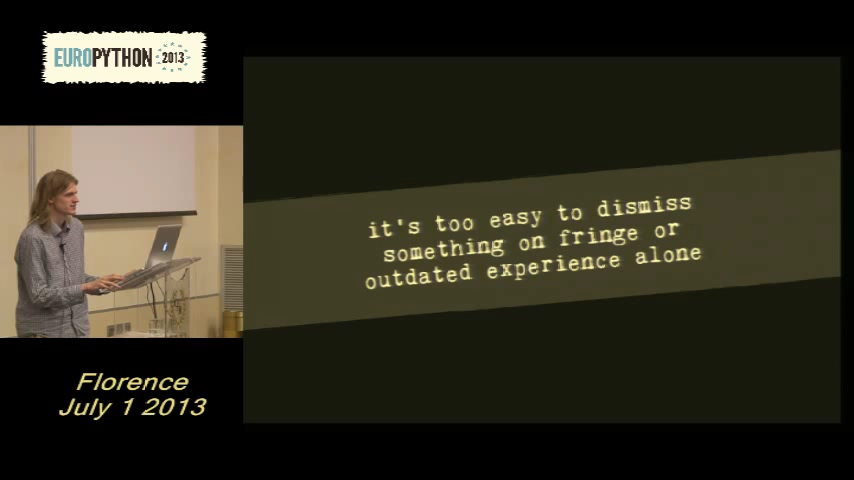 EUROPYTHON 2013
it's too easy to dismiss
something on fringe or
outdated experience alone
Florence
July 1 2013